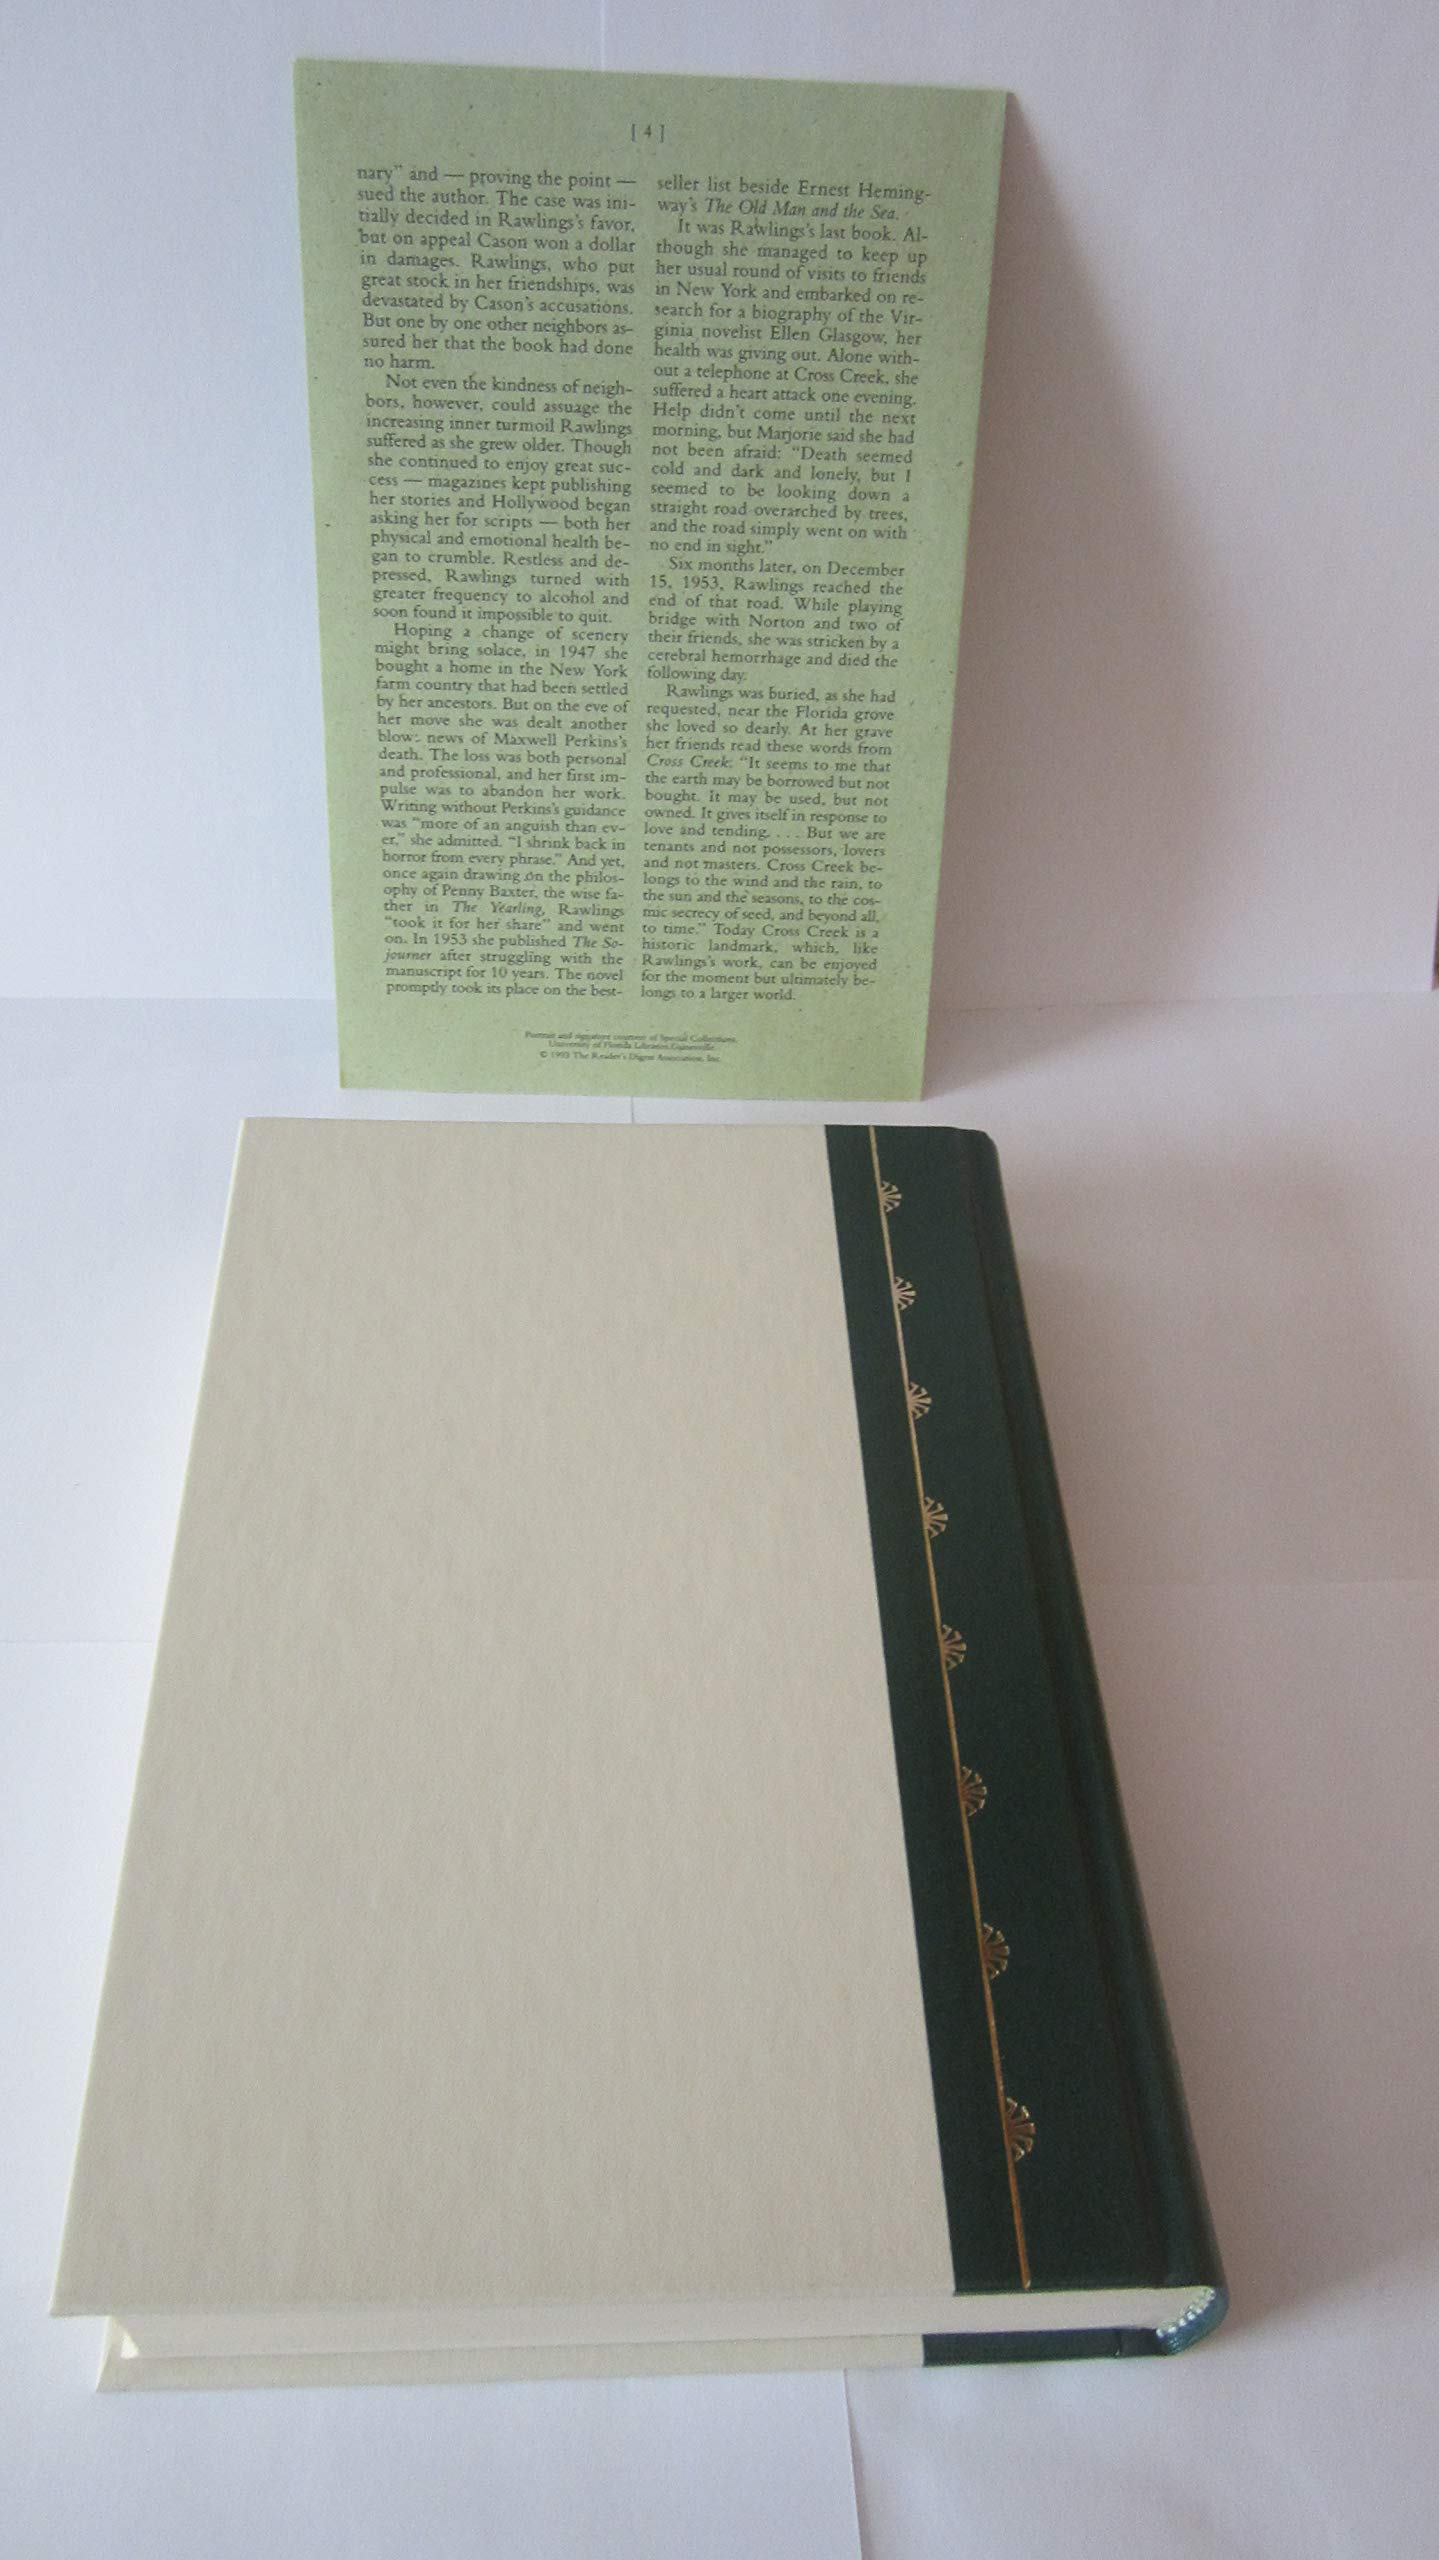 [ 4 ]
nary” and — proving the point —
sued the author. The case was ini-
tially decided in Rawlings's favor,
but on appeal Cason won a dollar
in damages. Rawlings, who put
great stock in her friendships, was
devastated by Cason's accusations.
But one by one other neighbors as-
sured her that the book had done
no harm.
Not even the kindness of neigh-
bors, however, could assuage the
increasing inner turmoil Rawlings
suffered as she grew older. Though
she continued to enjoy great suc-
cess — magazines kept publishing
her stories and Hollywood began
asking her for scripts — both her
physical and emotional health be-
gan to crumble. Restless and de-
pressed, Rawlings turned with
greater frequency to alcohol and
soon found it impossible to quit.
Hoping a change of scenery
might bring solace, in 1947 she
bought a home in the New York
farm country that had been settled
by her ancestors. But on the eve of
her move she was dealt another
blow: news of Maxwell Perkins's
death. The loss was both personal
and professional, and her first im-
pulse was to abandon her work.
Writing without Perkins's guidance
was “more of an anguish than ev-
er,” she admitted. “I shrink back in
horror from every phrase.” And yet,
once again drawing on the philos-
ophy of Penny Baxter, the wise fa-
ther in The Yearling, Rawlings
“took it for her share” and went
on. In 1953 she published The So-
journer after struggling with the
manuscript for 10 years. The novel
promptly took its place on the best-
seller list beside Ernest Heming-
way's The Old Man and the Sea.
It was Rawlings's last book. Al-
though she managed to keep up
her usual round of visits to friends
in New York and embarked on re-
search for a biography of the Vir-
ginia novelist Ellen Glasgow, her
health was giving out. Alone with-
out a telephone at Cross Creek, she
suffered a heart attack one evening.
Help didn't come until the next
morning, but Marjorie said she had
not been afraid: “Death seemed
cold and dark and lonely, but I
seemed to be looking down a
straight road overarched by trees,
and the road simply went on with
no end in sight.”
Six months later, on December
15, 1953, Rawlings reached the
end of that road. While playing
bridge with Norton and two of
their friends, she was stricken by a
cerebral hemorrhage and died the
following day.
Rawlings was buried, as she had
requested, near the Florida grove
she loved so dearly. At her grave
her friends read these words from
Cross Creek: “It seems to me that
the earth may be borrowed but not
bought. It may be used, but not
owned. It gives itself in response to
love and tending. . . . But we are
tenants and not possessors, lovers
and not masters. Cross Creek be-
longs to the wind and the rain, to
the sun and the seasons, to the cos-
mic secrecy of seed, and beyond all,
to time.” Today Cross Creek is a
historic landmark, which, like
Rawlings's work, can be enjoyed
for the moment but ultimately be-
longs to a larger world.
Portrait and signature courtesy of Special Collections,
University of Florida Libraries, Gainesville.
© 1993 The Reader's Digest Association, Inc.